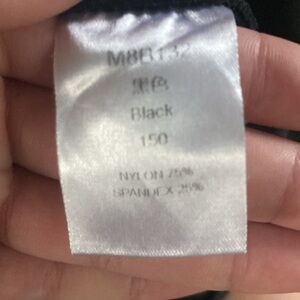 M8B132
黑色
Black
150
NYLON 75%
SPANDEX 25%